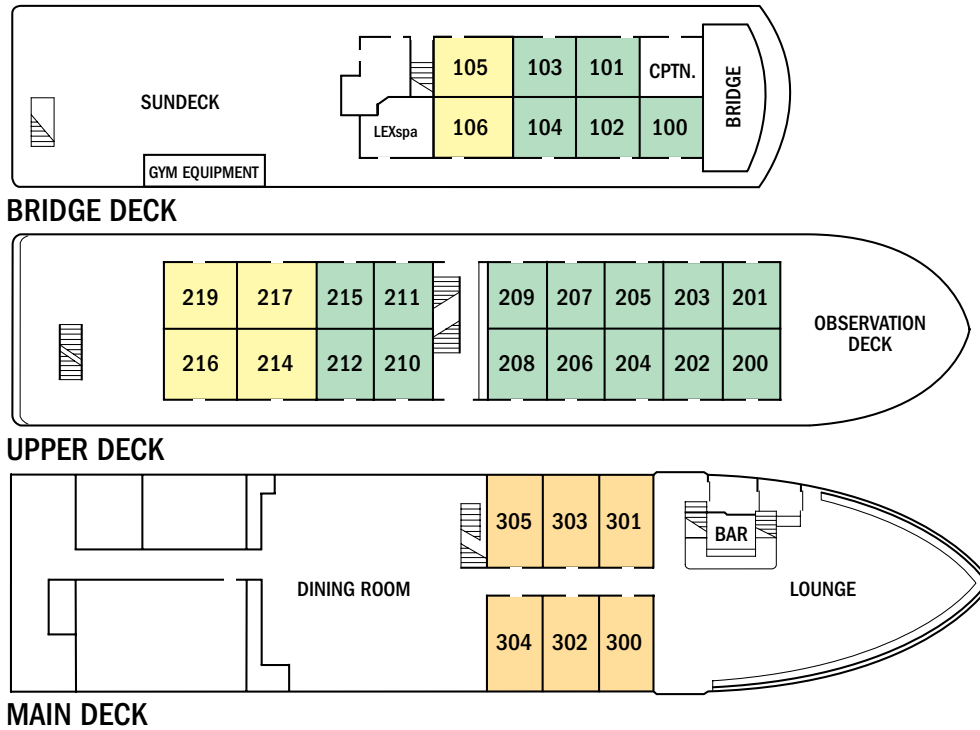 105 103 101 CPTN.
SUNDECK
BRIDGE
LEXspa 106 104 102 100
GYM EQUIPMENT
BRIDGE DECK
219 217 215 211 209 207 205 203 201
OBSERVATION
DECK
216 214 212 210 208 206 204 202 200
UPPER DECK
305 303 301 BAR
DINING ROOM LOUNGE
304 302 300
MAIN DECK